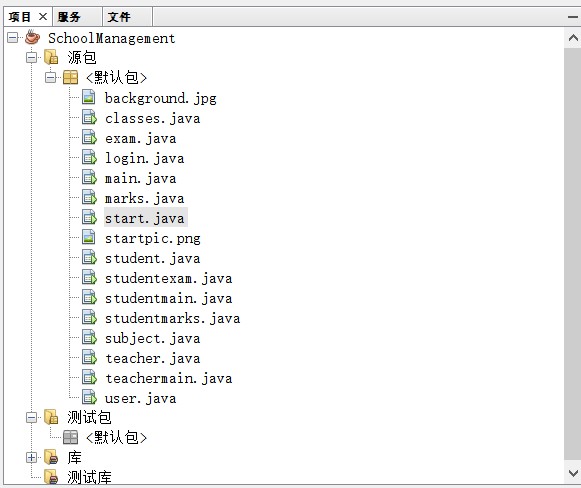 项目 服务 文件
SchoolManagement
源包
<默认包>
background.jpg
classes.java
exam.java
login.java
main.java
marks.java
start.java
startpic.png
student.java
studentexam.java
studentmain.java
studentmarks.java
subject.java
teacher.java
teachermain.java
user.java
测试包
<默认包>
库
测试库